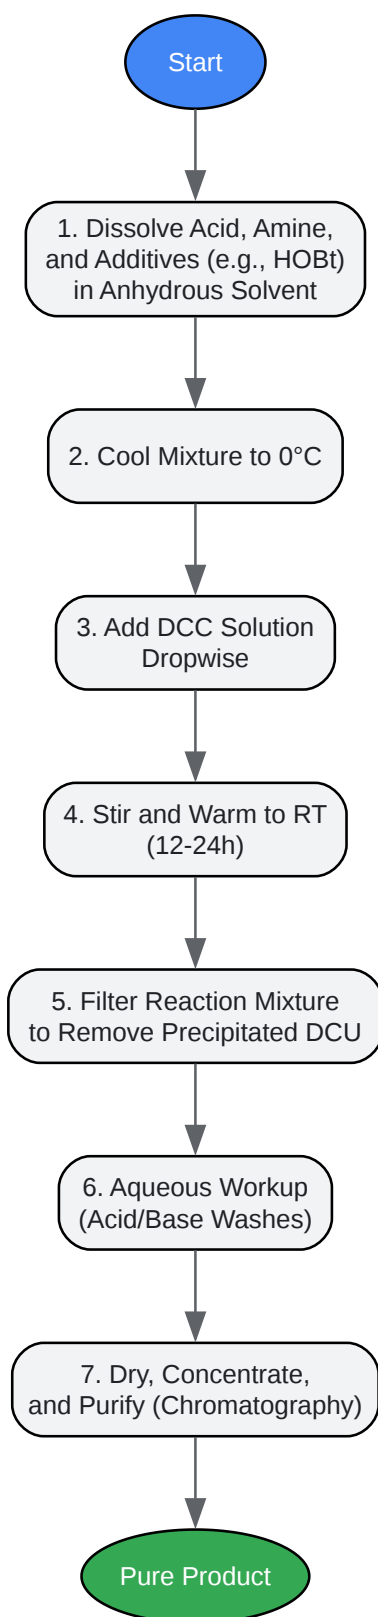 Start
1. Dissolve Acid, Amine,
and Additives (e.g., HOBt)
in Anhydrous Solvent
2. Cool Mixture to 0°C
3. Add DCC Solution
Dropwise
4. Stir and Warm to RT
(12-24h)
5. Filter Reaction Mixture
to Remove Precipitated DCU
6. Aqueous Workup
(Acid/Base Washes)
7. Dry, Concentrate,
and Purify (Chromatography)
Pure Product